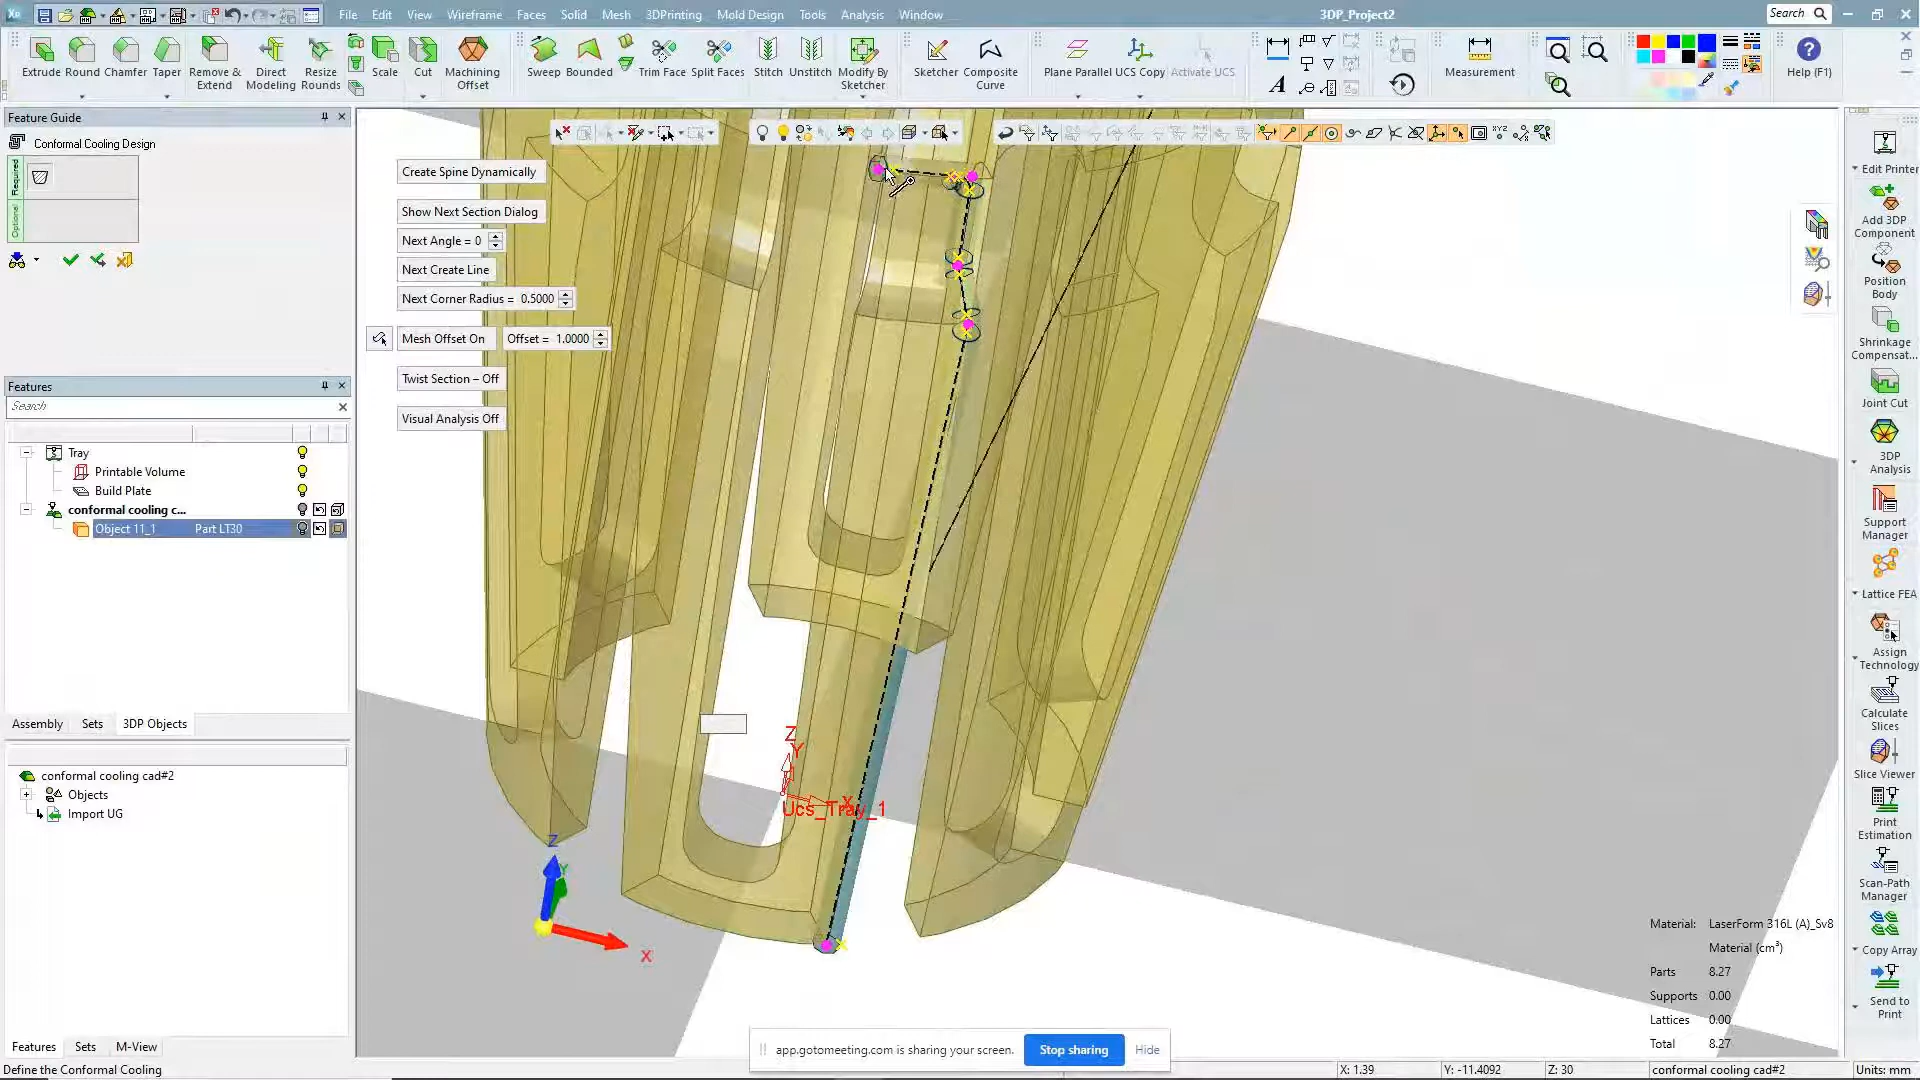 File Edit View Wireframe Faces Solid Mesh 3DPrinting Mold Design Tools Analysis Window
3DP_Project2
Search
Extrude Round Chamfer Taper Remove & Extend Direct Modeling Resize Rounds Scale Cut Machining Offset
Sweep Bounded Trim Face Split Faces Stitch Unstitch Modify By Sketcher
Sketcher Composite Curve
Plane Parallel UCS Copy Activate UCS
A
Measurement
Help (F1)
Feature Guide
Conformal Cooling Design
Required
Optional
Create Spine Dynamically
Show Next Section Dialog
Next Angle = 0
Next Create Line
Next Corner Radius = 0.5000
Mesh Offset On Offset = 1.0000
Twist Section – Off
Visual Analysis Off
Features
Search
Tray
Printable Volume
Build Plate
conformal cooling c...
Object 11_1 Part LT30
Assembly Sets 3DP Objects
conformal cooling cad#2
Objects
Import UG
Features Sets M-View
Define the Conformal Cooling
Z
Y
X
Ucs_Tray_1
Z
Y
X
Edit Printer
Add 3DP Component
Position Body
Shrinkage Compensat...
Joint Cut
3DP Analysis
Support Manager
Lattice FEA
Assign Technology
Calculate Slices
Slice Viewer
Print Estimation
Scan-Path Manager
Copy Array
Send to Print
Material: LaserForm 316L (A)_Sv8
Material (cm³)
Parts 8.27
Supports 0.00
Lattices 0.00
Total 8.27
app.gotomeeting.com is sharing your screen. Stop sharing Hide
X: 1.39 Y: -11.4092 Z: 30 conformal cooling cad#2 Units: mm